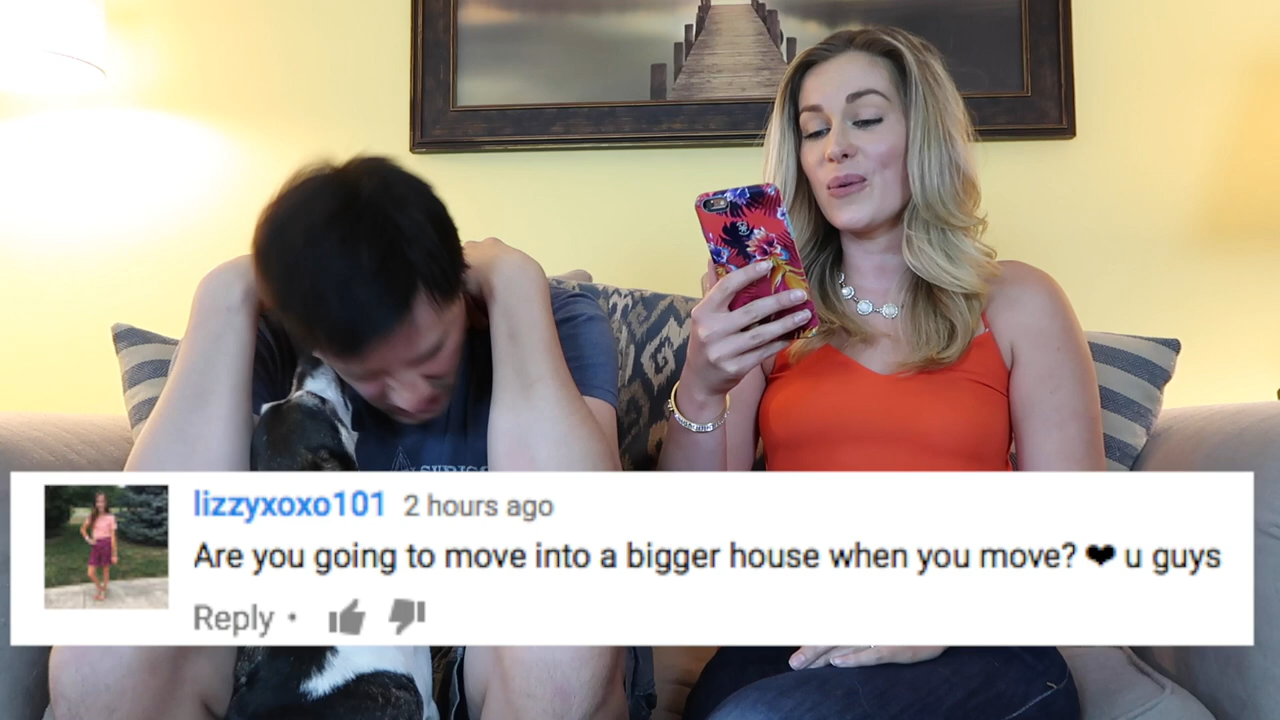 lizzyxoxo101 2 hours ago
Are you going to move into a bigger house when you move? ❤ u guys
Reply •